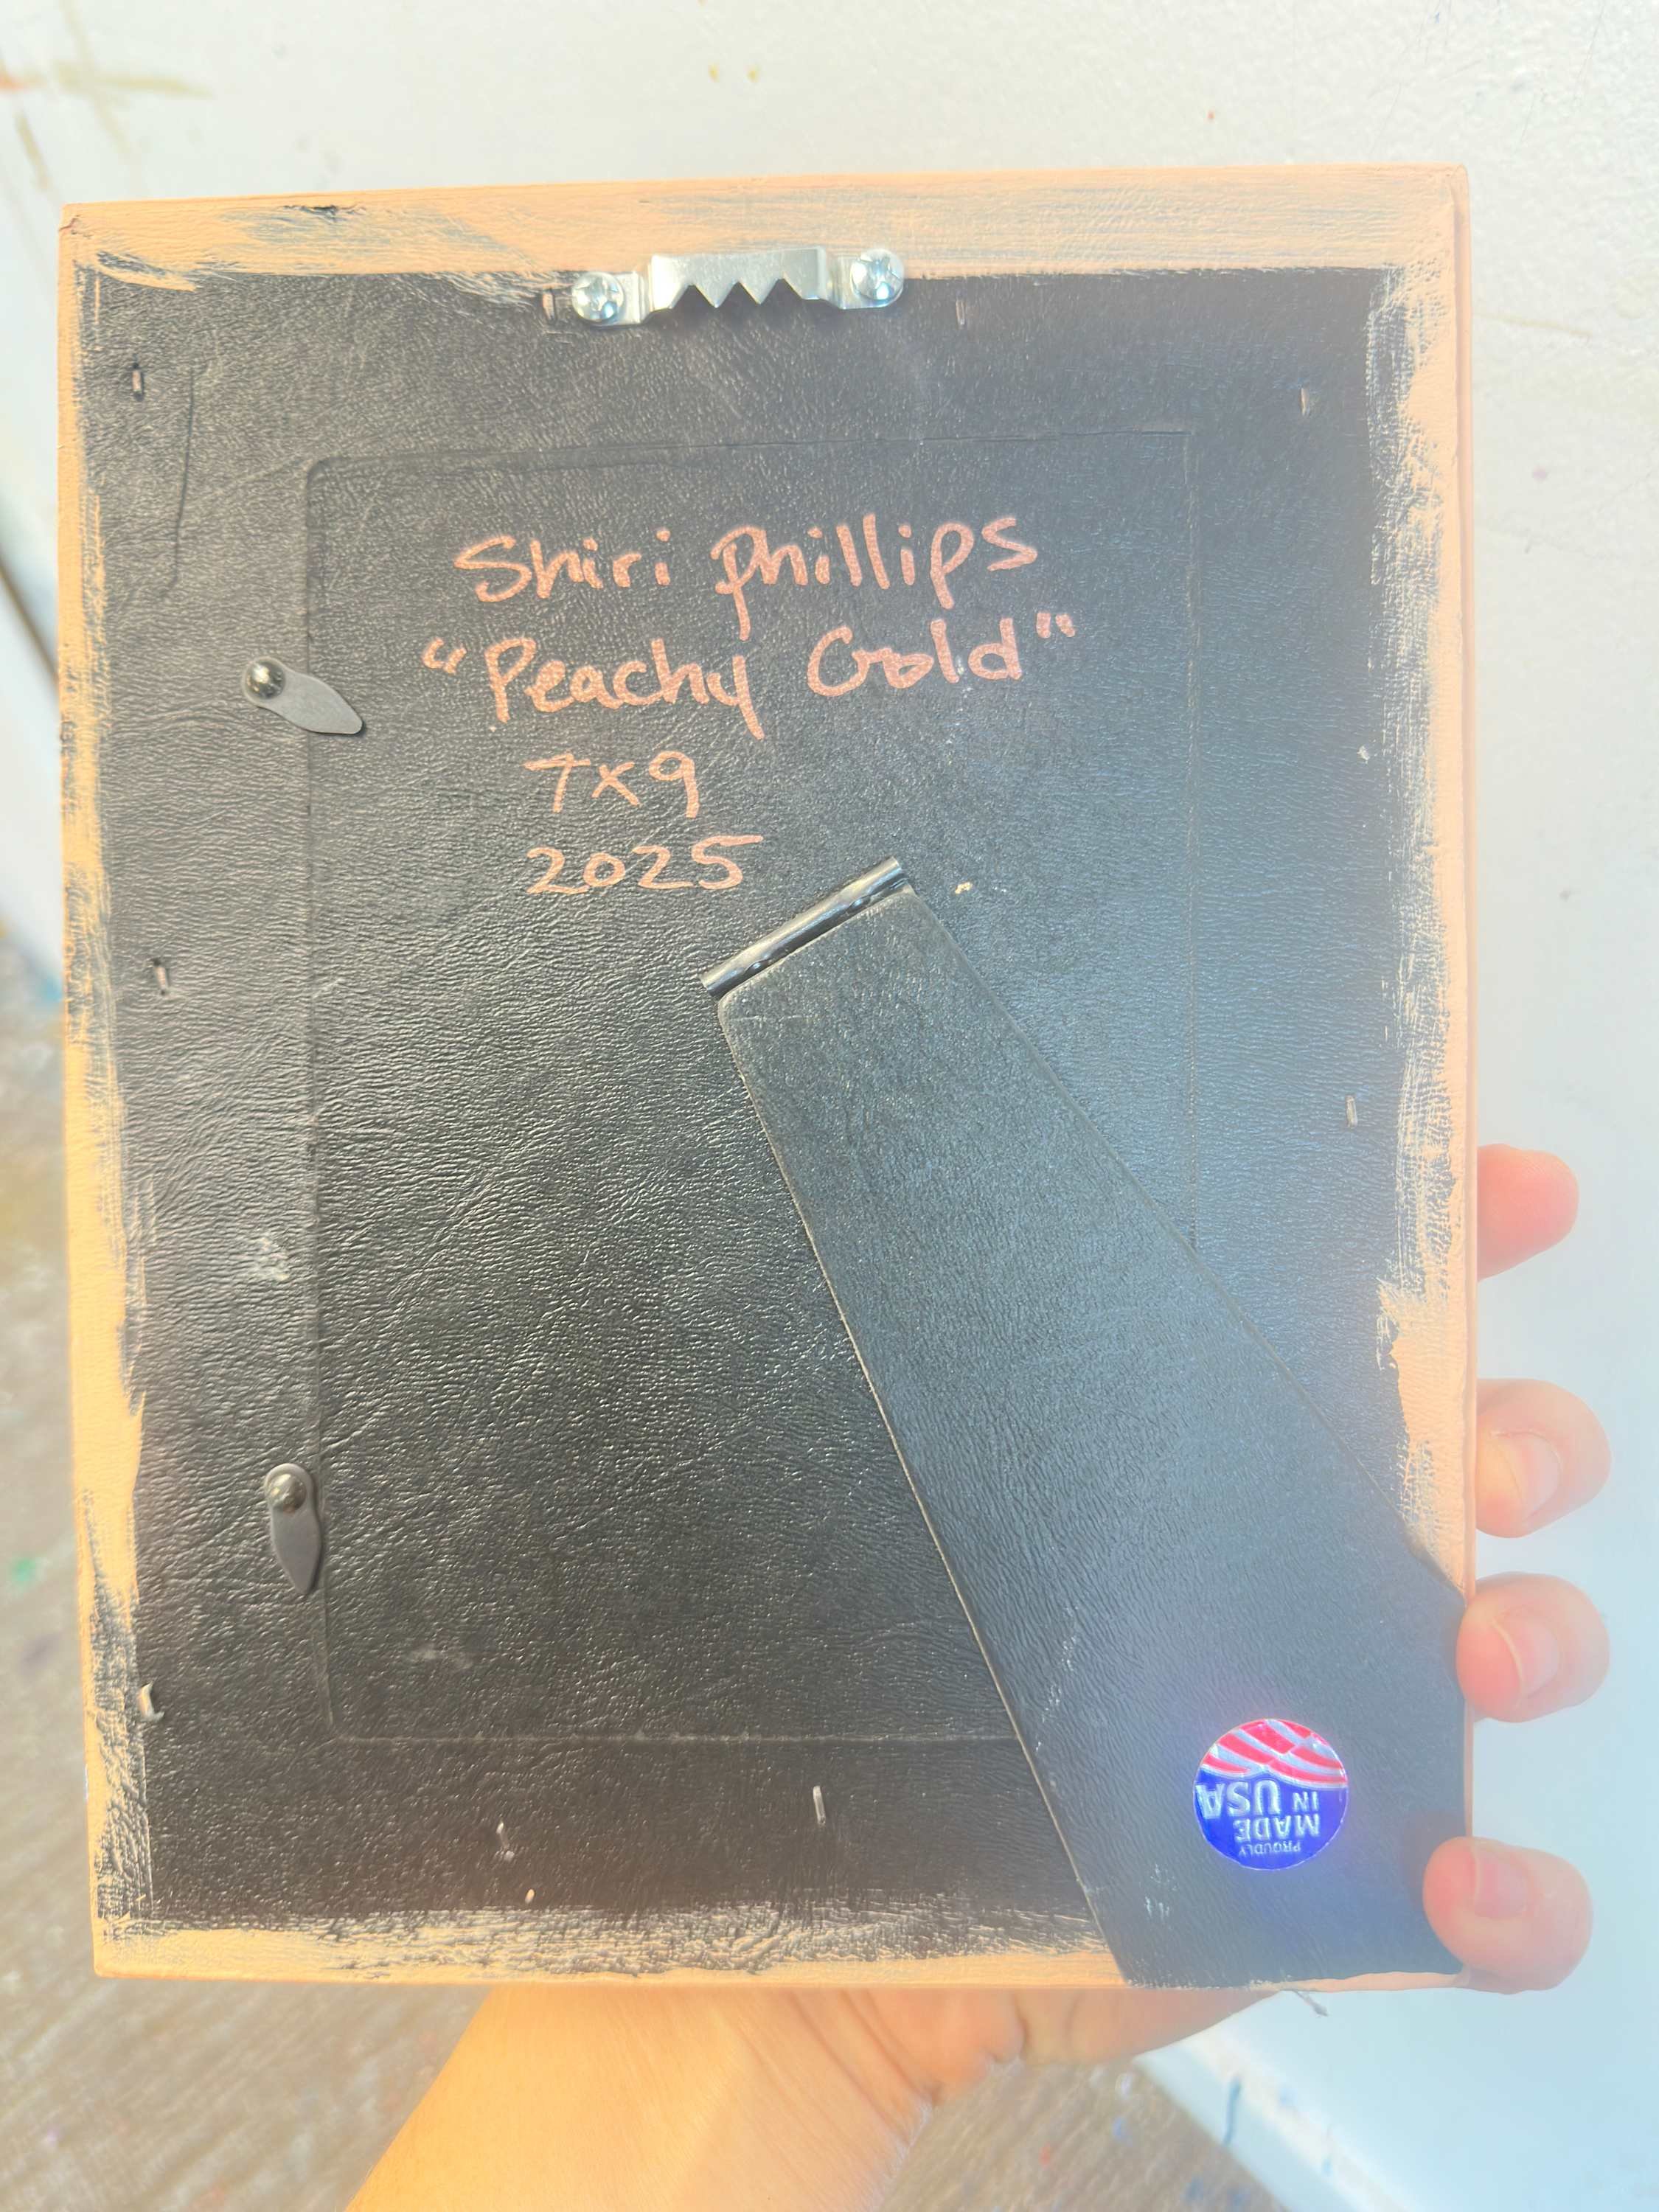 Shiri Phillips
“Peachy Gold”
7x9
2025
PROUDLY
MADE
IN USA